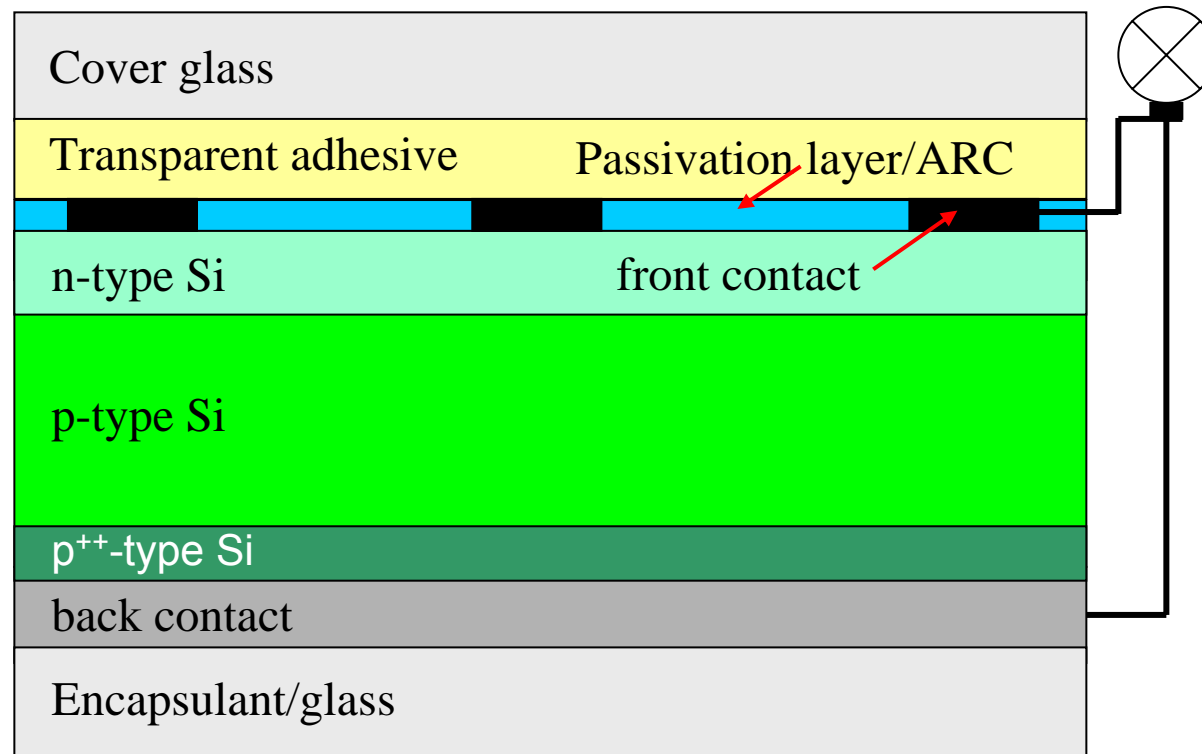 Cover glass
Transparent adhesive
Passivation layer/ARC
n-type Si
front contact
p-type Si
p⁺⁺-type Si
back contact
Encapsulant/glass